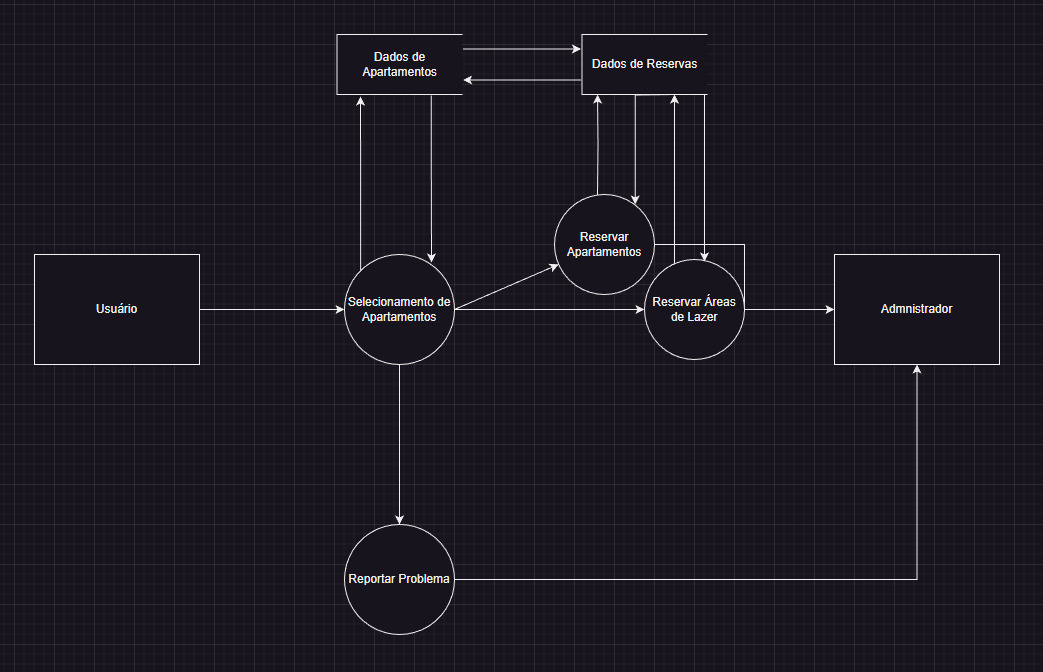 Dados de
Apartamentos
Dados de Reservas
Reservar
Apartamentos
Usuário
Selecionamento de
Apartamentos
Reservar Áreas
de Lazer
Admnistrador
Reportar Problema